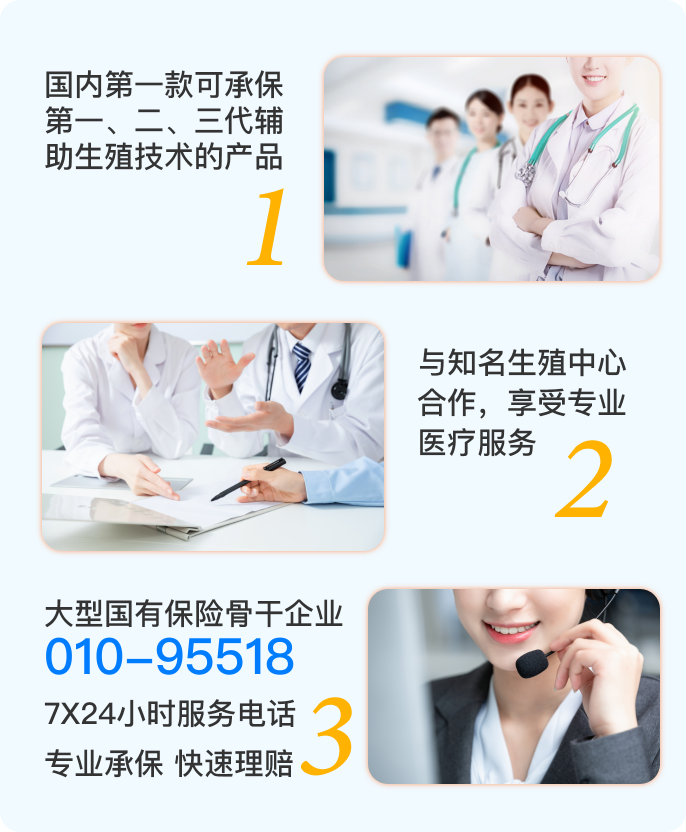 国内第一款可承保
第一、二、三代辅
助生殖技术的产品
1
与知名生殖中心
合作，享受专业
医疗服务
2
大型国有保险骨干企业
010-95518
7X24小时服务电话
专业承保 快速理赔
3